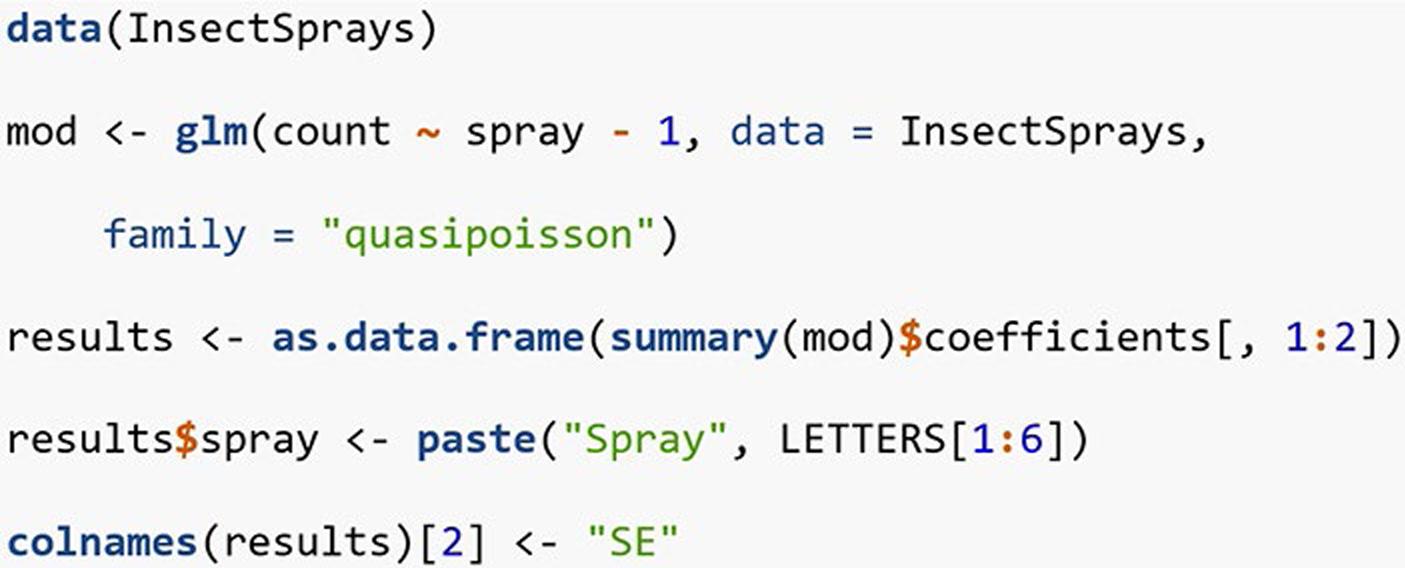 data(InsectSprays)
mod <- glm(count ~ spray - 1, data = InsectSprays,
family = "quasipoisson")
results <- as.data.frame(summary(mod)$coefficients[, 1:2])
results$spray <- paste("Spray", LETTERS[1:6])
colnames(results)[2] <- "SE"